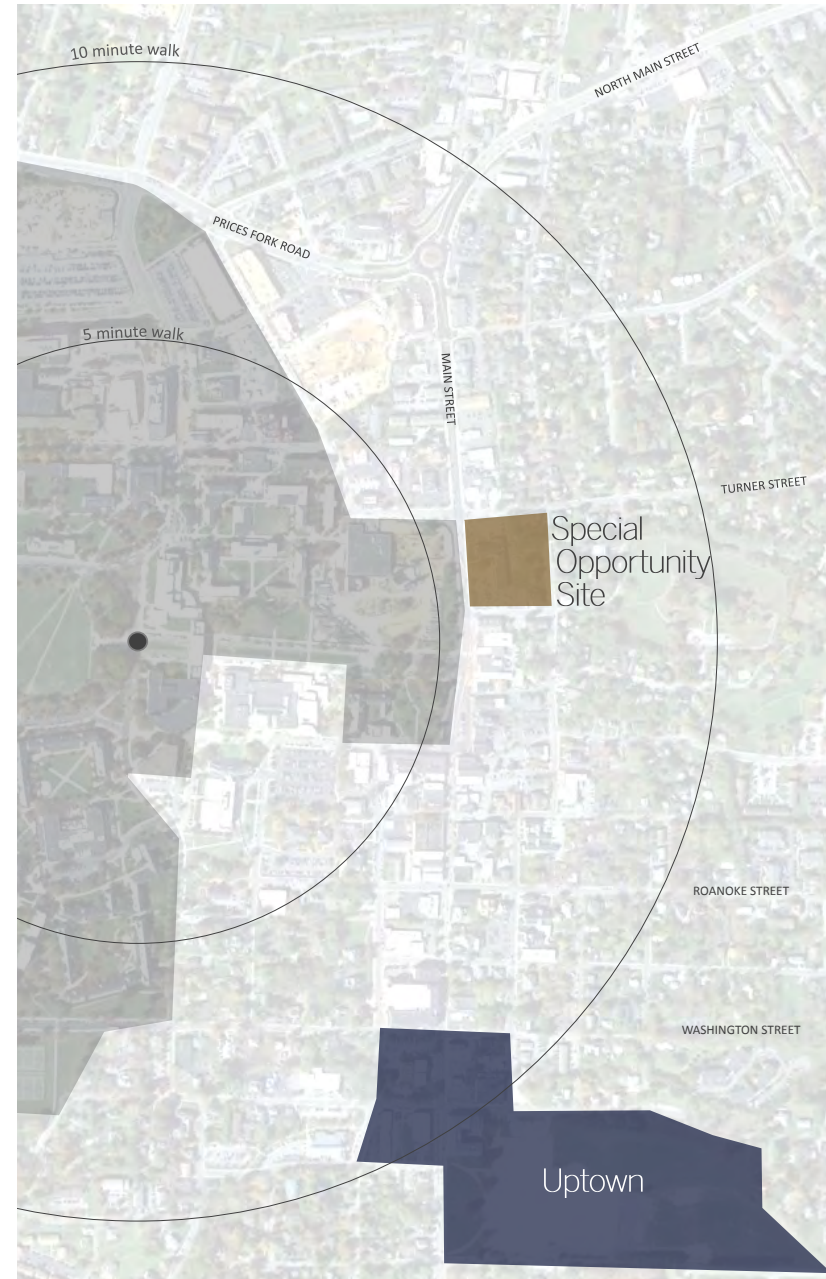 10 minute walk
NORTH MAIN STREET
PRICES FORK ROAD
5 minute walk
MAIN STREET
TURNER STREET
Special
Opportunity
Site
ROANOKE STREET
WASHINGTON STREET
Uptown